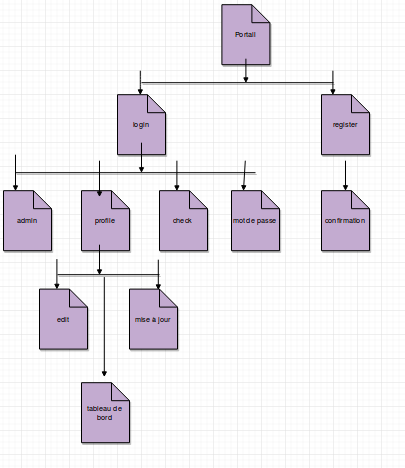 Portail
login
register
admin
profile
check
mot de passe
confirmation
edit
mise à jour
tableau de
bord